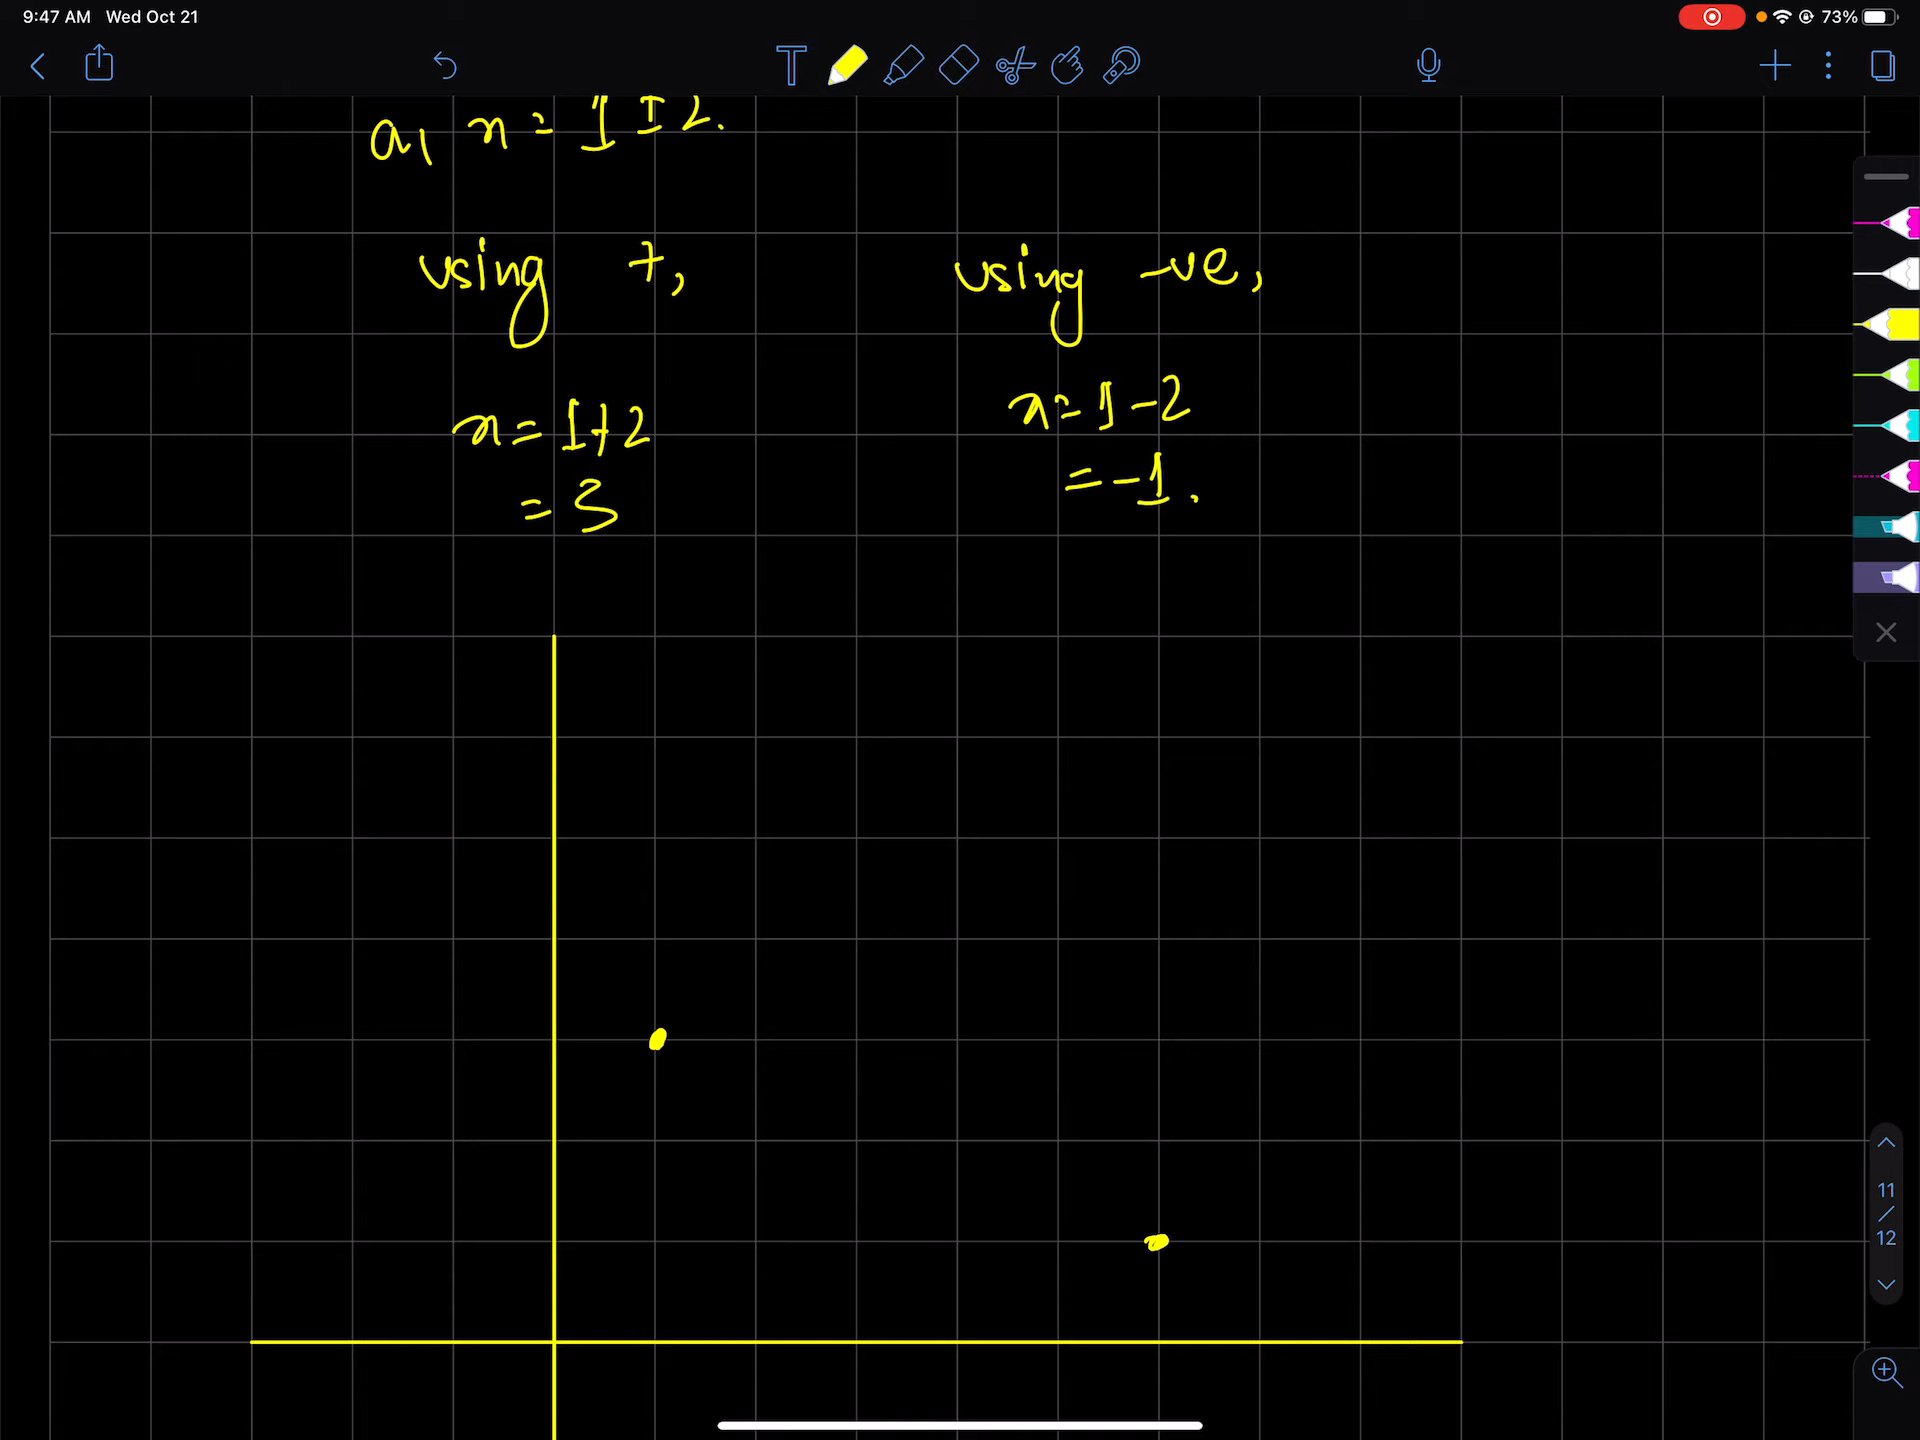 9:47 AM Wed Oct 21
73%
a, x = 1 ± 2.
using +,
x = 1+2
= 3
using -ve,
x = 1-2
= -1.
11
/
12